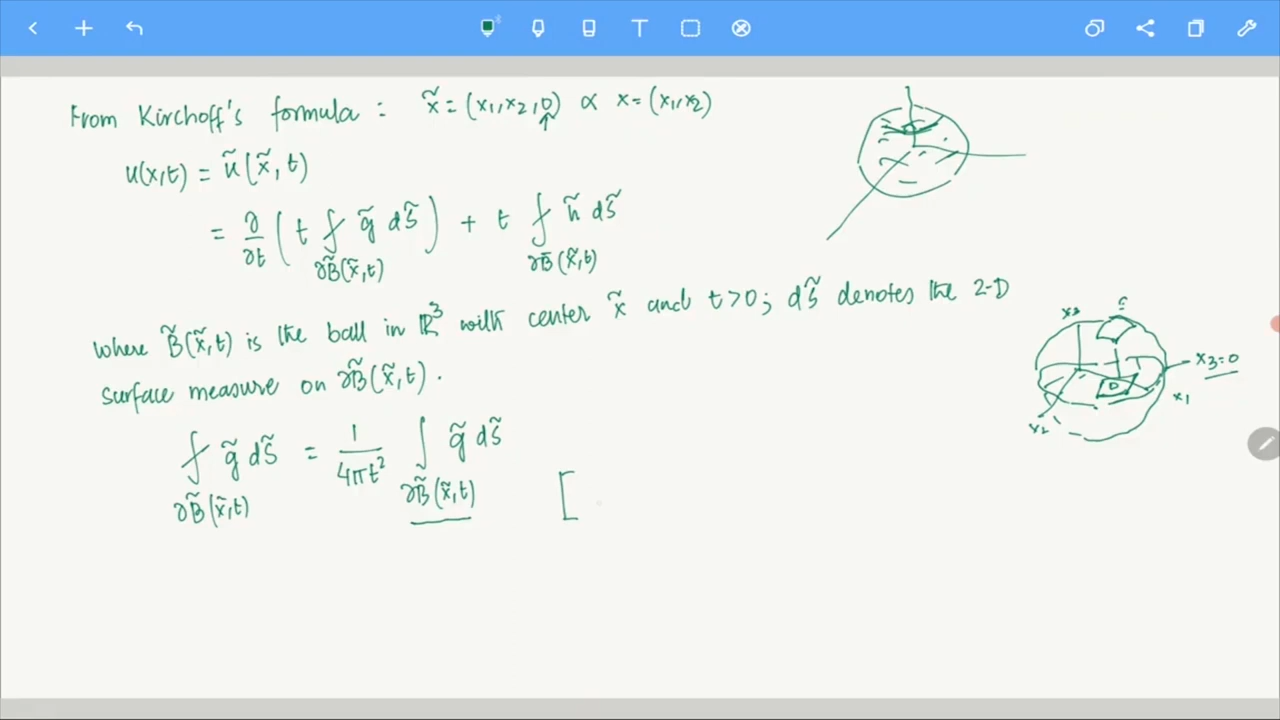 From Kirchoff's formula : x̃ = (x₁,x₂,0) ∝ x = (x₁,x₂)
u(x,t) = ũ(x̃,t)
= ∂/∂t ( t ⨍_{∂B̃(x̃,t)} g̃ dS̃ ) + t ⨍_{∂B̃(x̃,t)} h̃ dS̃
where B̃(x̃,t) is the ball in ℝ³ with center x̃ and t>0; dS̃ denotes the 2-D
surface measure on ∂B̃(x̃,t).
⨍_{∂B̃(x̃,t)} g̃ dS̃ = 1/4πt² ∫_{∂B̃(x̃,t)} g̃ dS̃ [
x₃
x₃=0
x₁
x₂
T